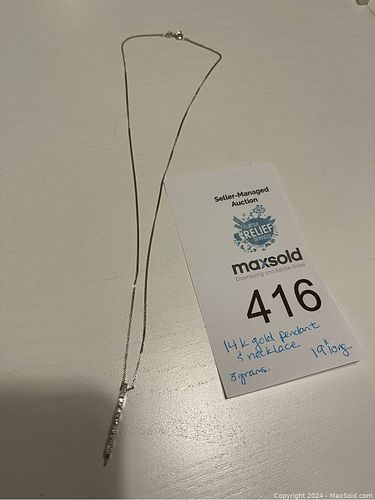 Seller-Managed
Auction
RELIEF
maxsold
Downsizing and Estate Sales
416
14k gold pendant
& necklace 19" long
3 grams.
Copyright 2024 - MaxSold.com